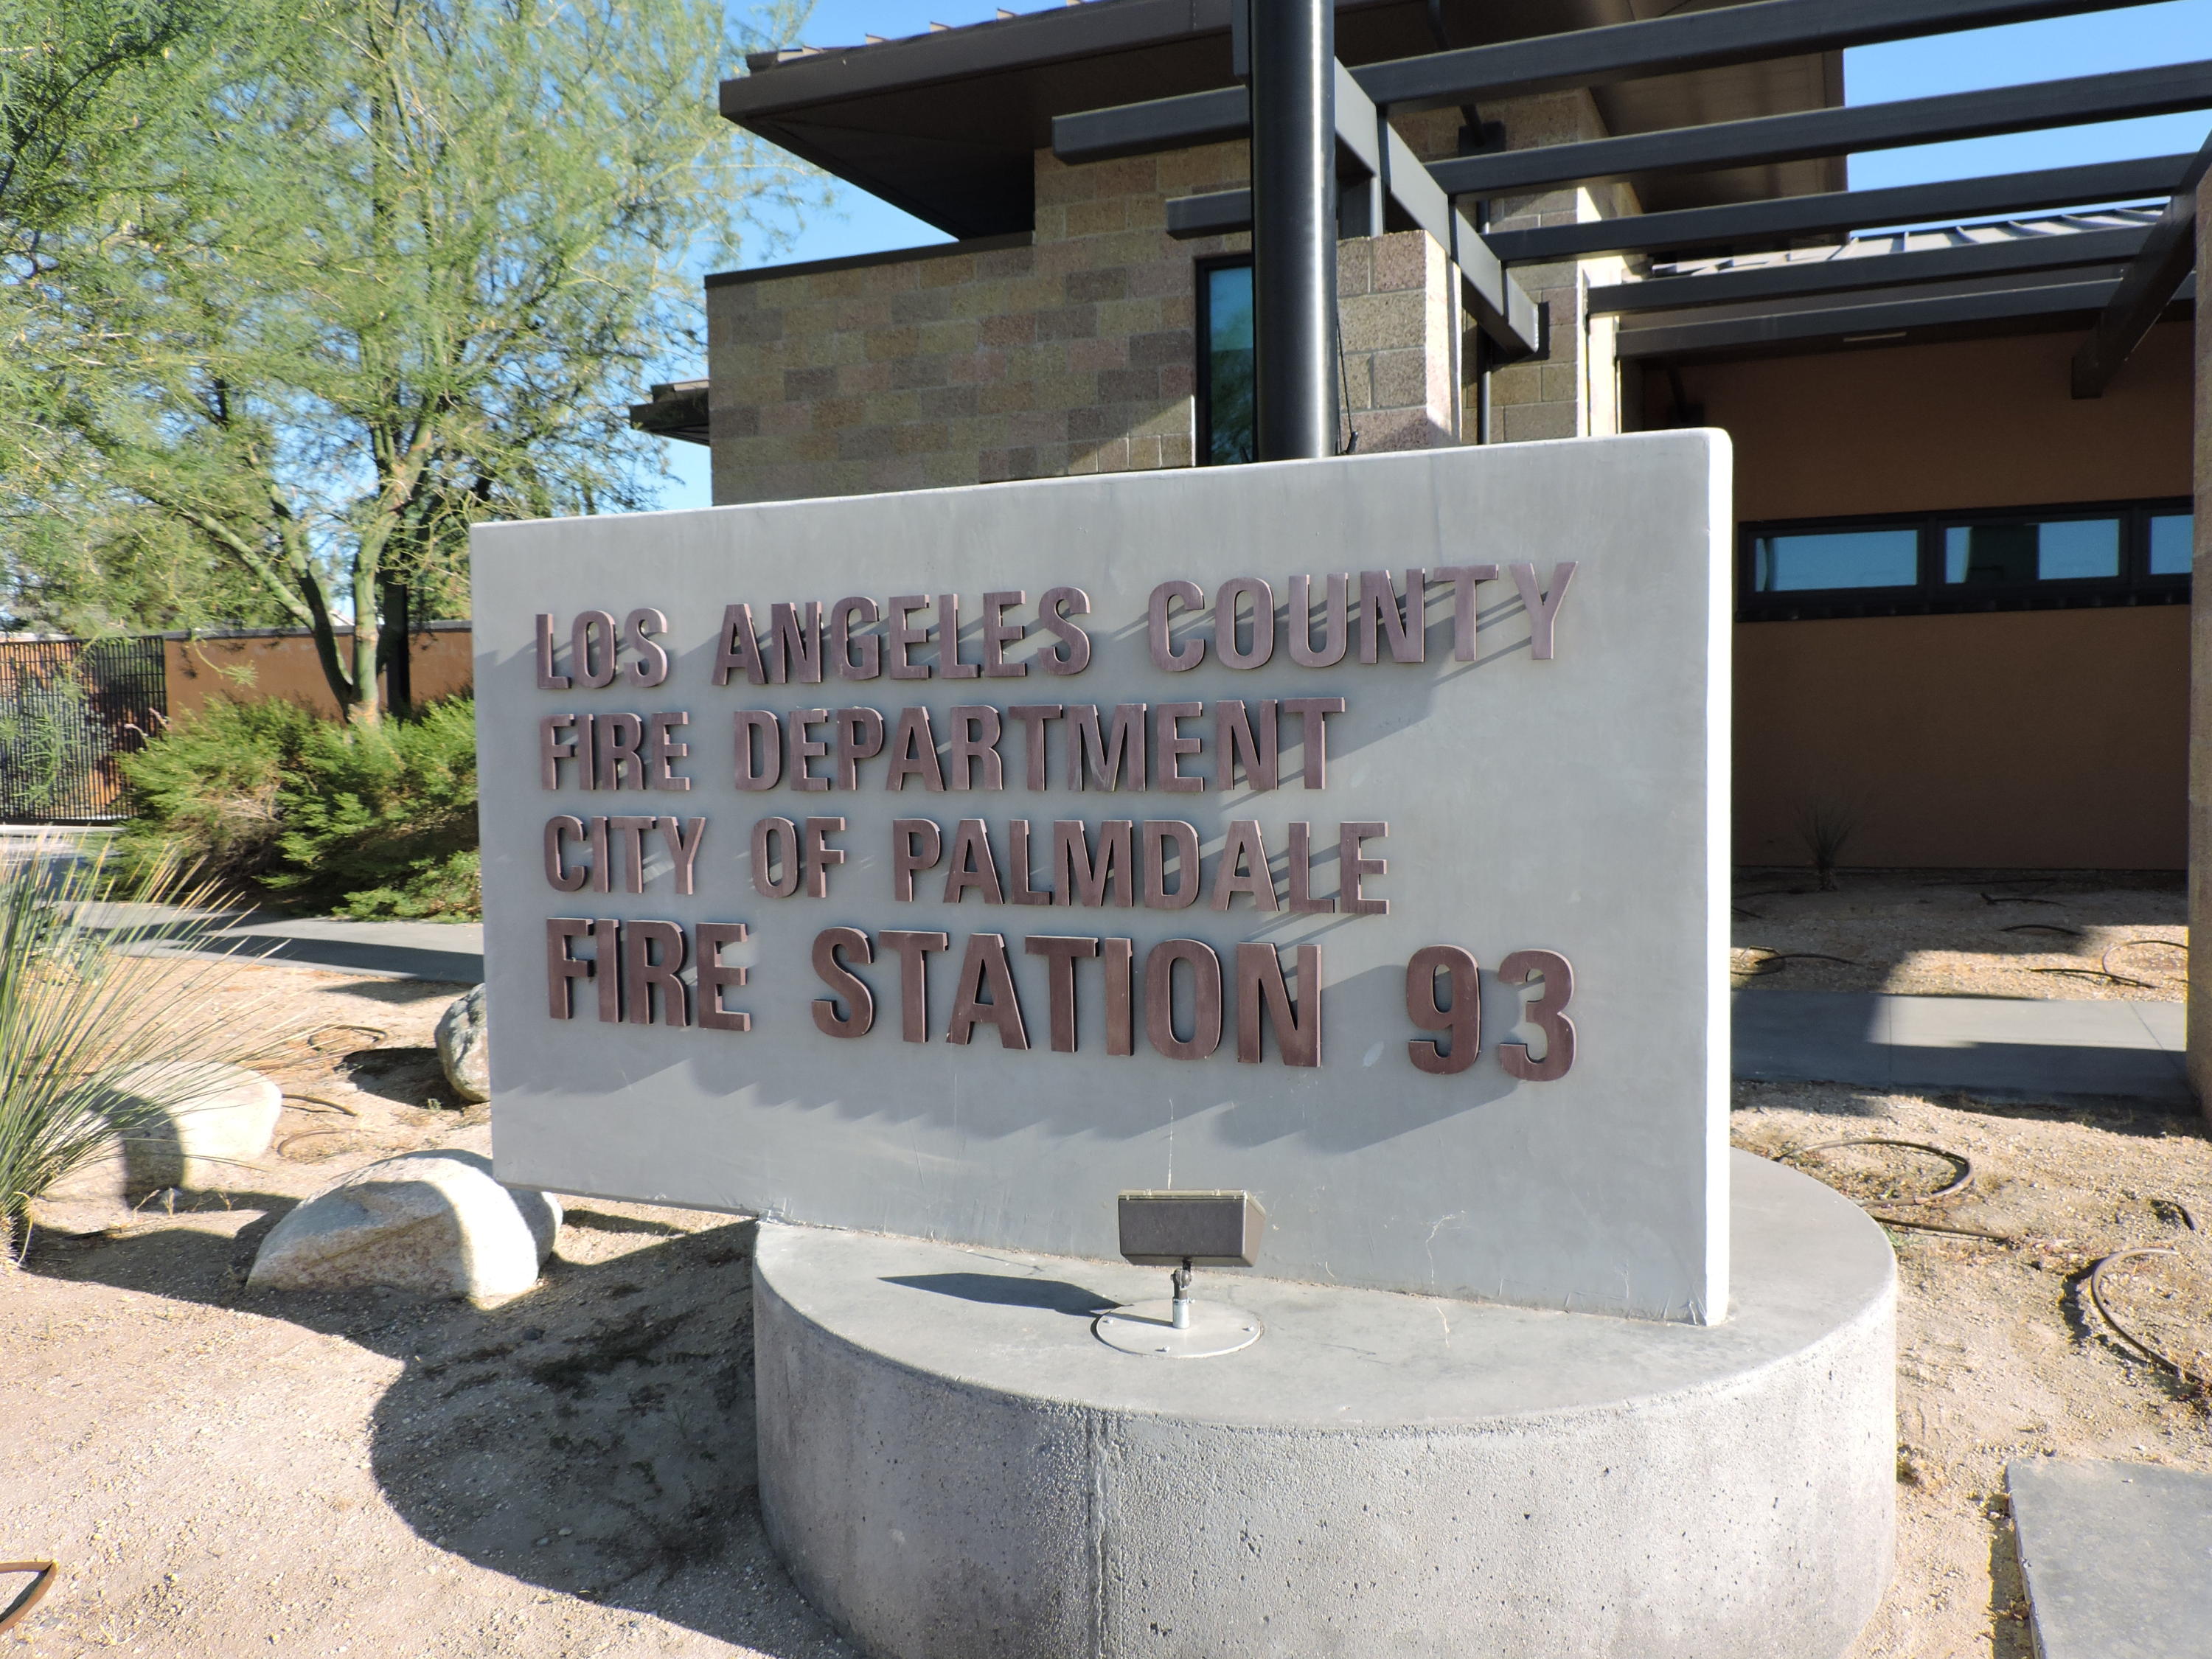 LOS ANGELES COUNTY
FIRE DEPARTMENT
CITY OF PALMDALE
FIRE STATION 93